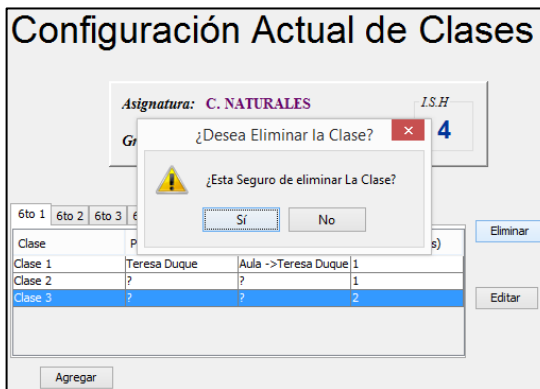 Configuración Actual de Clases
Asignatura: C. NATURALES
I.S.H
4
¿Desea Eliminar la Clase?
¿Esta Seguro de eliminar La Clase?
Sí No
6to 1 6to 2 6to 3
Eliminar
Clase
Clase 1 Teresa Duque Aula ->Teresa Duque 1
Clase 2 ? ? 1
Clase 3 ? ? 2
Editar
Agregar